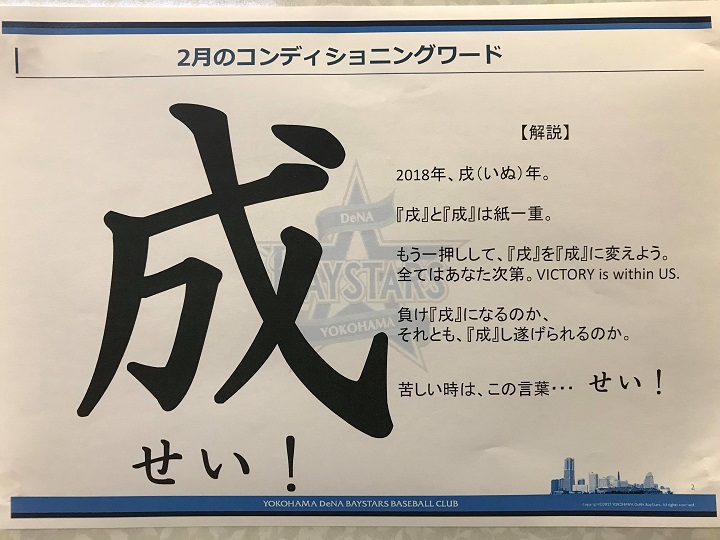 2月のコンディショニングワード
成
せい！
【解説】
2018年、戌（いぬ）年。
『戌』と『成』は紙一重。
もう一押しして、『戌』を『成』に変えよう。
全てはあなた次第。VICTORY is within US.
負け『戌』になるのか、
それとも、『成』し遂げられるのか。
苦しい時は、この言葉・・・ せい！
DeNA
BAYSTARS
YOKOHAMA
2
YOKOHAMA DeNA BAYSTARS BASEBALL CLUB